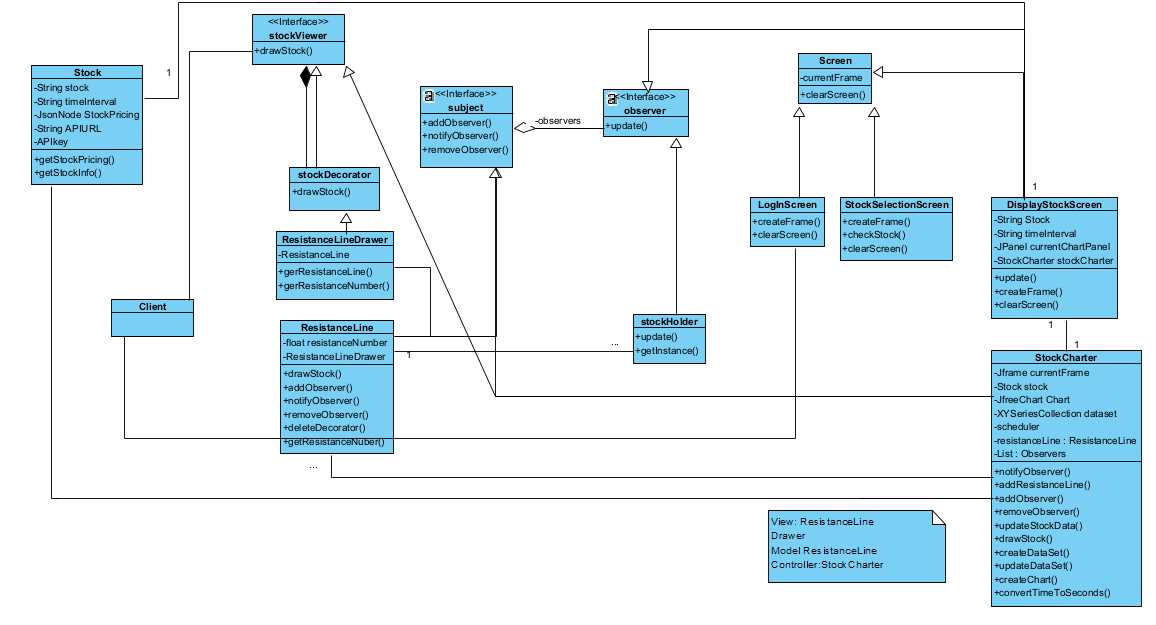 <<Interface>>
stockViewer
+drawStock()
Stock
-String stock
-String timeInterval
-JsonNode StockPricing
-String APIURL
-APIkey
+getStockPricing()
+getStockInfo()
1
a <<Interface>>
subject
+addObserver()
+notifyObserver()
+removeObserver()
-observers
a <<Interface>>
observer
+update()
Screen
-currentFrame
+clearScreen()
stockDecorator
+drawStock()
LogInScreen
+createFrame()
+clearScreen()
StockSelectionScreen
+createFrame()
+checkStock()
+clearScreen()
1
DisplayStockScreen
-String Stock
-String timeInterval
-JPanel currentChartPanel
-StockCharter stockCharter
+update()
+createFrame()
+clearScreen()
1
1
ResistanceLineDrawer
-ResistanceLine
+gerResistanceLine()
+gerResistanceNumber()
Client
ResistanceLine
-float resistanceNumber
-ResistanceLineDrawer
+drawStock()
+addObserver()
+notifyObserver()
+removeObserver()
+deleteDecorator()
+getResistanceNuber()
1
...
...
stockHolder
+update()
+getInstance()
StockCharter
-Jframe currentFrame
-Stock stock
-JfreeChart Chart
-XYSeriesCollection dataset
-scheduler
-resistanceLine : ResistanceLine
-List : Observers
+notifyObserver()
+addResistanceLine()
+addObserver()
+removeObserver()
+updateStockData()
+drawStock()
+createDataSet()
+updateDataSet()
+createChart()
+convertTimeToSeconds()
View: ResistanceLine
Drawer
Model ResistanceLine
Controller:StockCharter